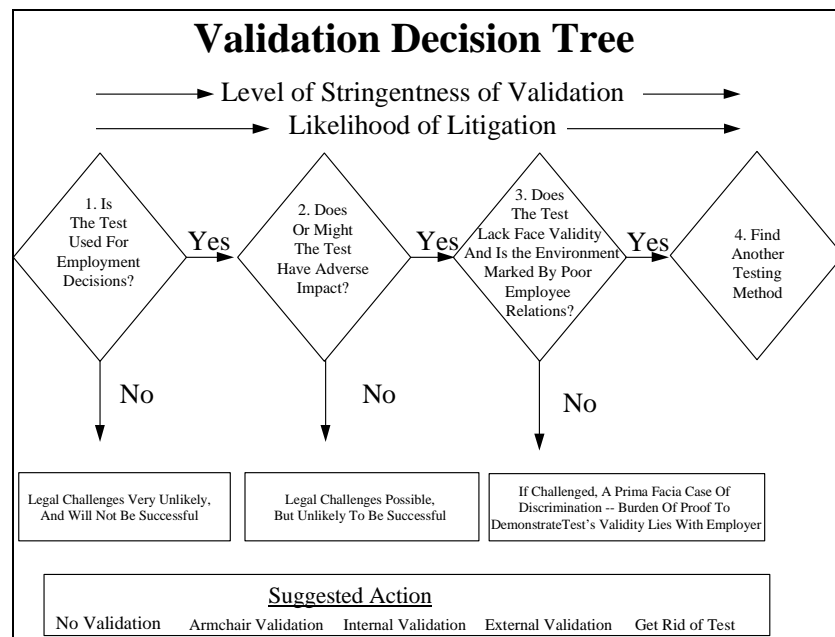 Validation Decision Tree
Level of Stringentness of Validation
Likelihood of Litigation
1. Is
The Test
Used For
Employment
Decisions?
Yes
2. Does
Or Might
The Test
Have Adverse
Impact?
Yes
3. Does
The Test
Lack Face Validity
And Is the Environment
Marked By Poor
Employee
Relations?
Yes
4. Find
Another
Testing
Method
No
No
No
Legal Challenges Very Unlikely,
And Will Not Be Successful
Legal Challenges Possible,
But Unlikely To Be Successful
If Challenged, A Prima Facia Case Of
Discrimination -- Burden Of Proof To
DemonstrateTest's Validity Lies With Employer
Suggested Action
No Validation Armchair Validation Internal Validation External Validation Get Rid of Test